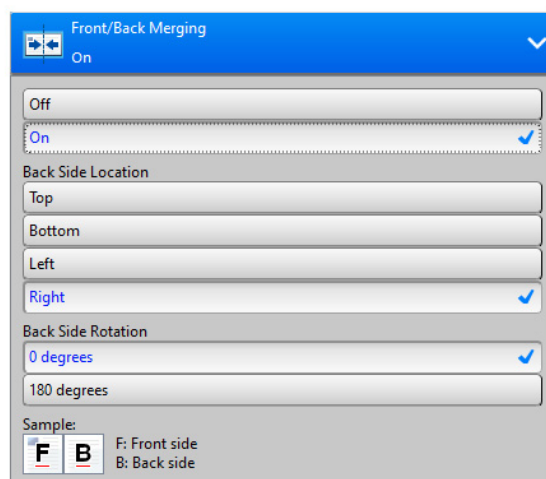 Front/Back Merging
On
Off
On
Back Side Location
Top
Bottom
Left
Right
Back Side Rotation
0 degrees
180 degrees
Sample:
F B
F: Front side
B: Back side